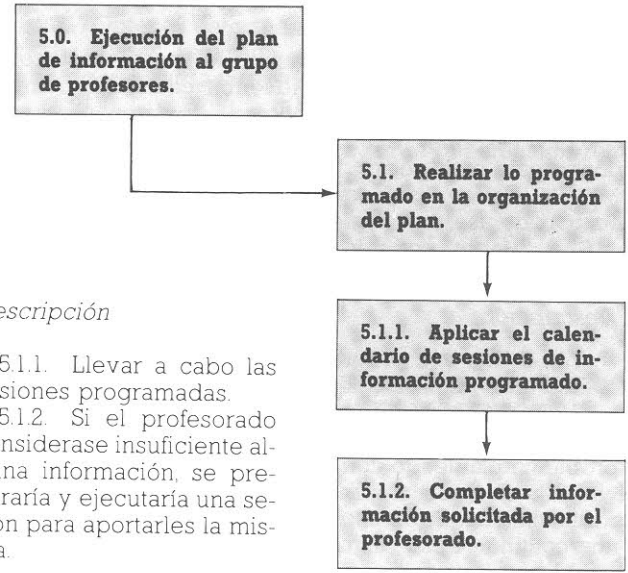 5.0. Ejecución del plan
de información al grupo
de profesores.
5.1. Realizar lo progra-
mado en la organización
del plan.
5.1.1. Aplicar el calen-
dario de sesiones de in-
formación programado.
5.1.2. Completar infor-
mación solicitada por el
profesorado.
escripción
5.1.1. Llevar a cabo las
siones programadas.
5.1.2. Si el profesorado
nsiderase insuficiente al-
na información, se pre-
raría y ejecutaría una se-
ón para aportarles la mis-
a.